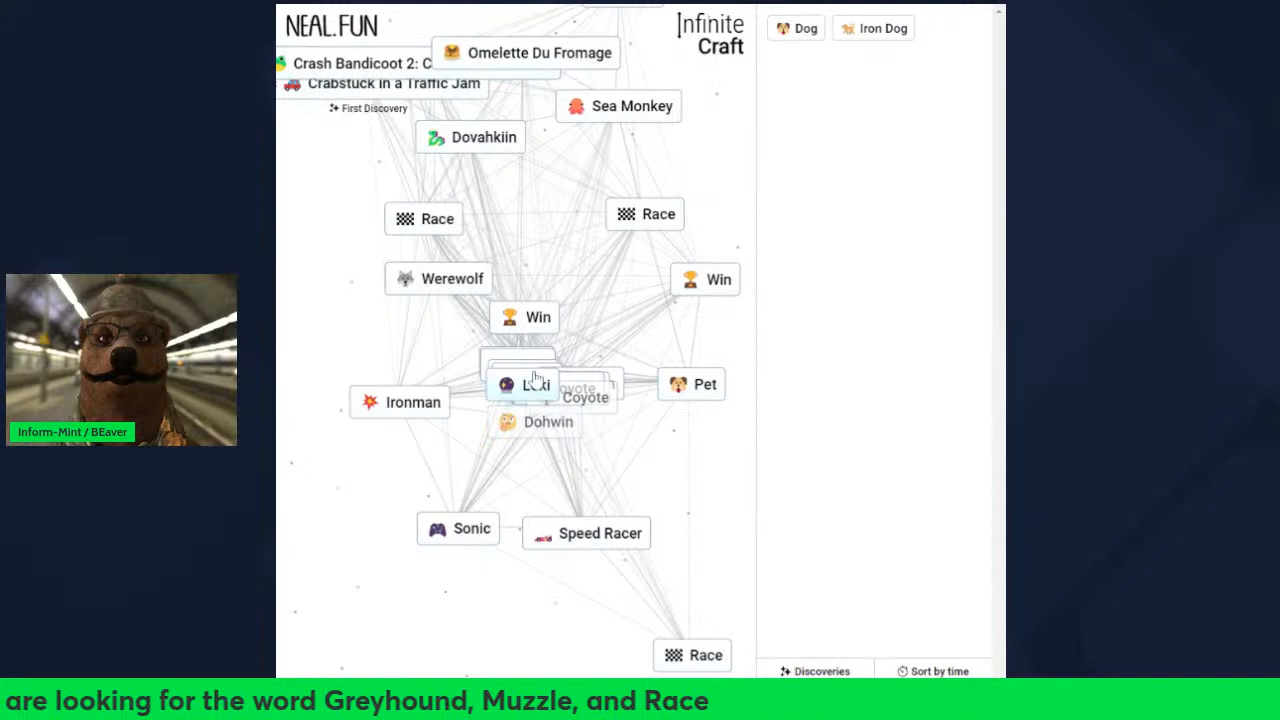 NEAL.FUN
Infinite
Craft
Omelette Du Fromage
Crash Bandicoot 2: C
Crabstuck in a Traffic Jam
First Discovery
Sea Monkey
Dovahkiin
Race
Race
Werewolf
Win
Win
Loki
Coyote
Dohwin
Pet
Ironman
Sonic
Speed Racer
Race
Dog
Iron Dog
Discoveries
Sort by time
Inform-Mint / BEaver
are looking for the word Greyhound, Muzzle, and Race